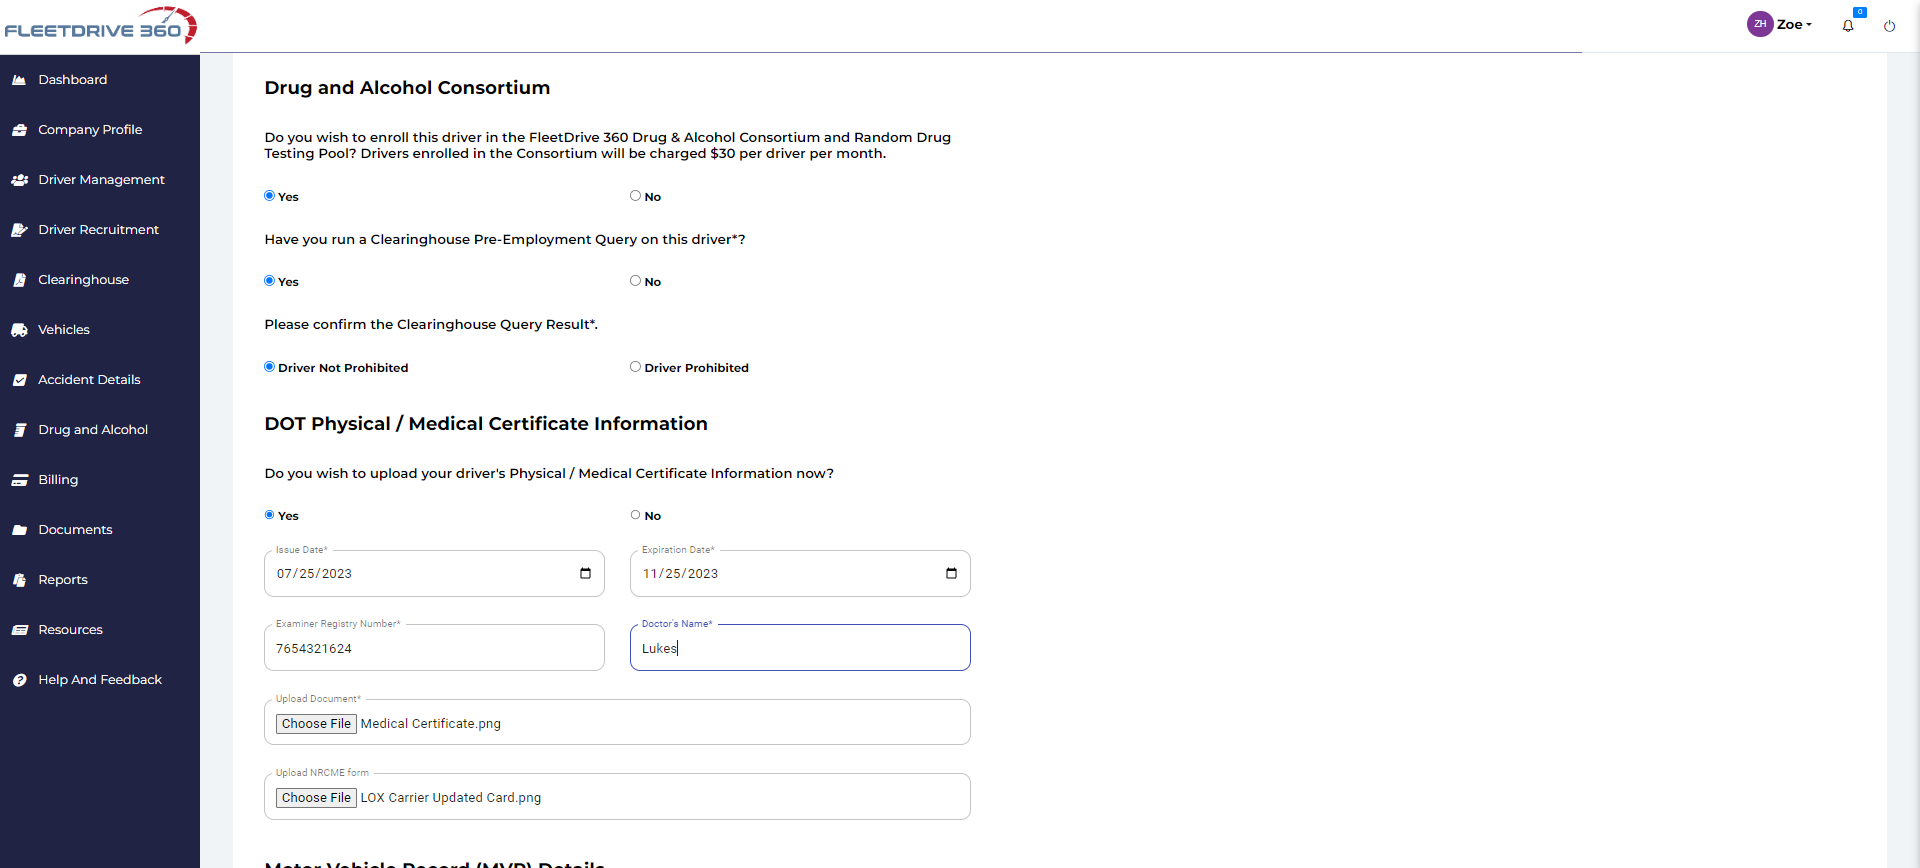 FLEETDRIVE 360
ZH Zoe
0
Dashboard
Company Profile
Driver Management
Driver Recruitment
Clearinghouse
Vehicles
Accident Details
Drug and Alcohol
Billing
Documents
Reports
Resources
Help And Feedback
Drug and Alcohol Consortium
Do you wish to enroll this driver in the FleetDrive 360 Drug & Alcohol Consortium and Random Drug
Testing Pool? Drivers enrolled in the Consortium will be charged $30 per driver per month.
Yes No
Have you run a Clearinghouse Pre-Employment Query on this driver*?
Yes No
Please confirm the Clearinghouse Query Result*.
Driver Not Prohibited Driver Prohibited
DOT Physical / Medical Certificate Information
Do you wish to upload your driver's Physical / Medical Certificate Information now?
Yes No
Issue Date* Expiration Date*
07/25/2023 11/25/2023
Examiner Registry Number* Doctor's Name*
7654321624 Lukes
Upload Document*
Choose File Medical Certificate.png
Upload NRCME form
Choose File LOX Carrier Updated Card.png
Motor Vehicle Record (MVR) Details